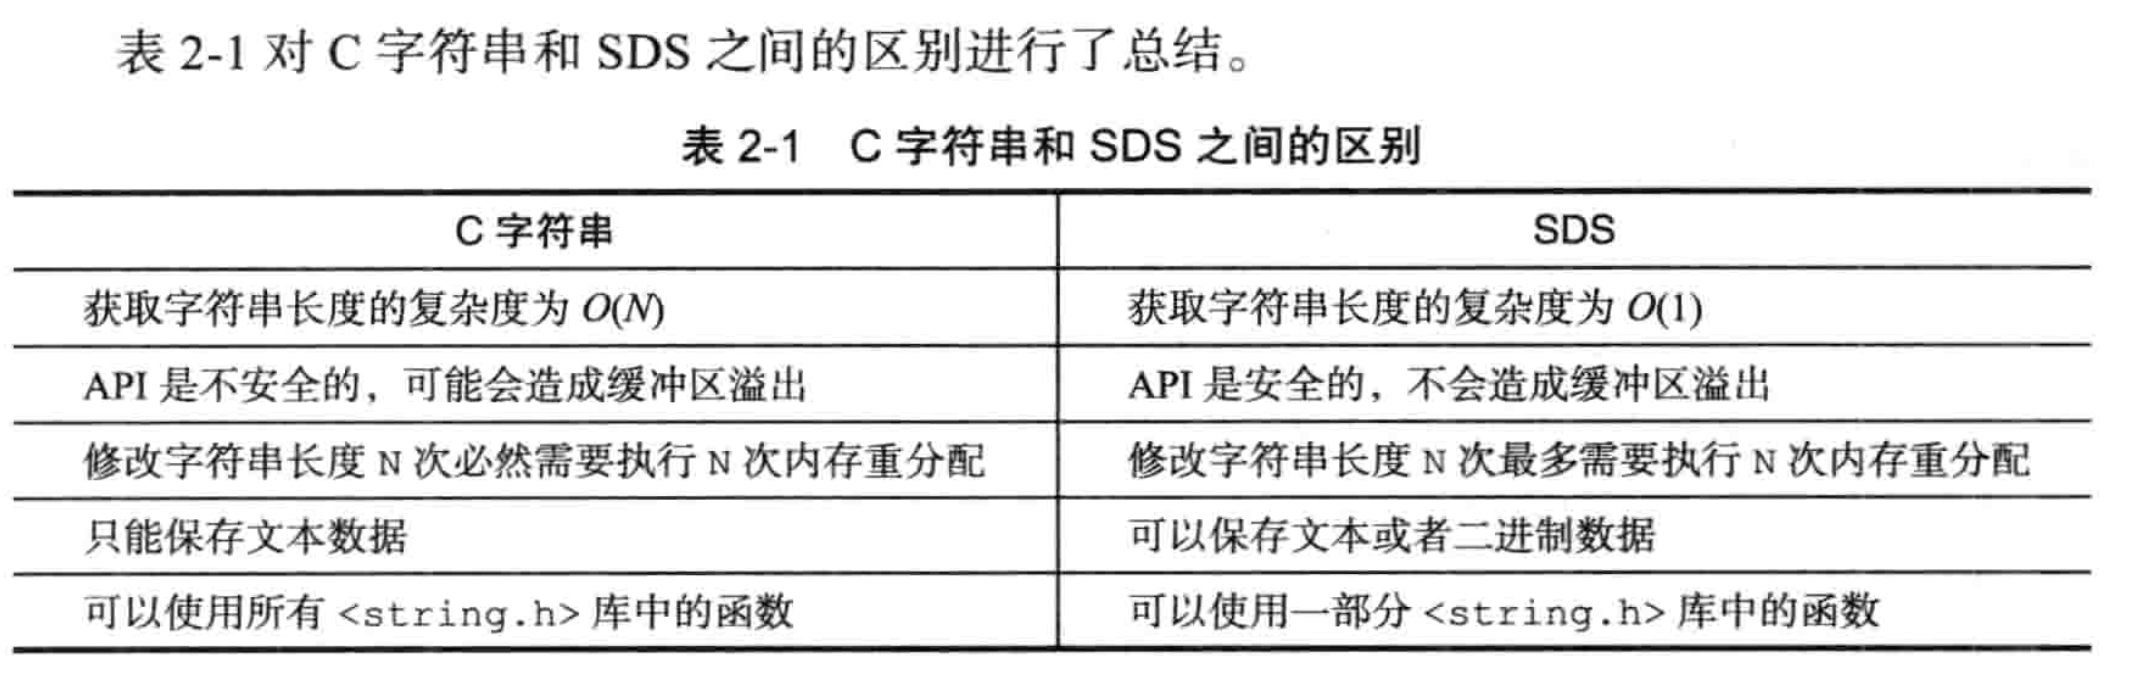 表 2-1 对 C 字符串和 SDS 之间的区别进行了总结。
表 2-1 C 字符串和 SDS 之间的区别
C 字符串 SDS
获取字符串长度的复杂度为 O(N) 获取字符串长度的复杂度为 O(1)
API 是不安全的，可能会造成缓冲区溢出 API 是安全的，不会造成缓冲区溢出
修改字符串长度 N 次必然需要执行 N 次内存重分配 修改字符串长度 N 次最多需要执行 N 次内存重分配
只能保存文本数据 可以保存文本或者二进制数据
可以使用所有 <string.h> 库中的函数 可以使用一部分 <string.h> 库中的函数